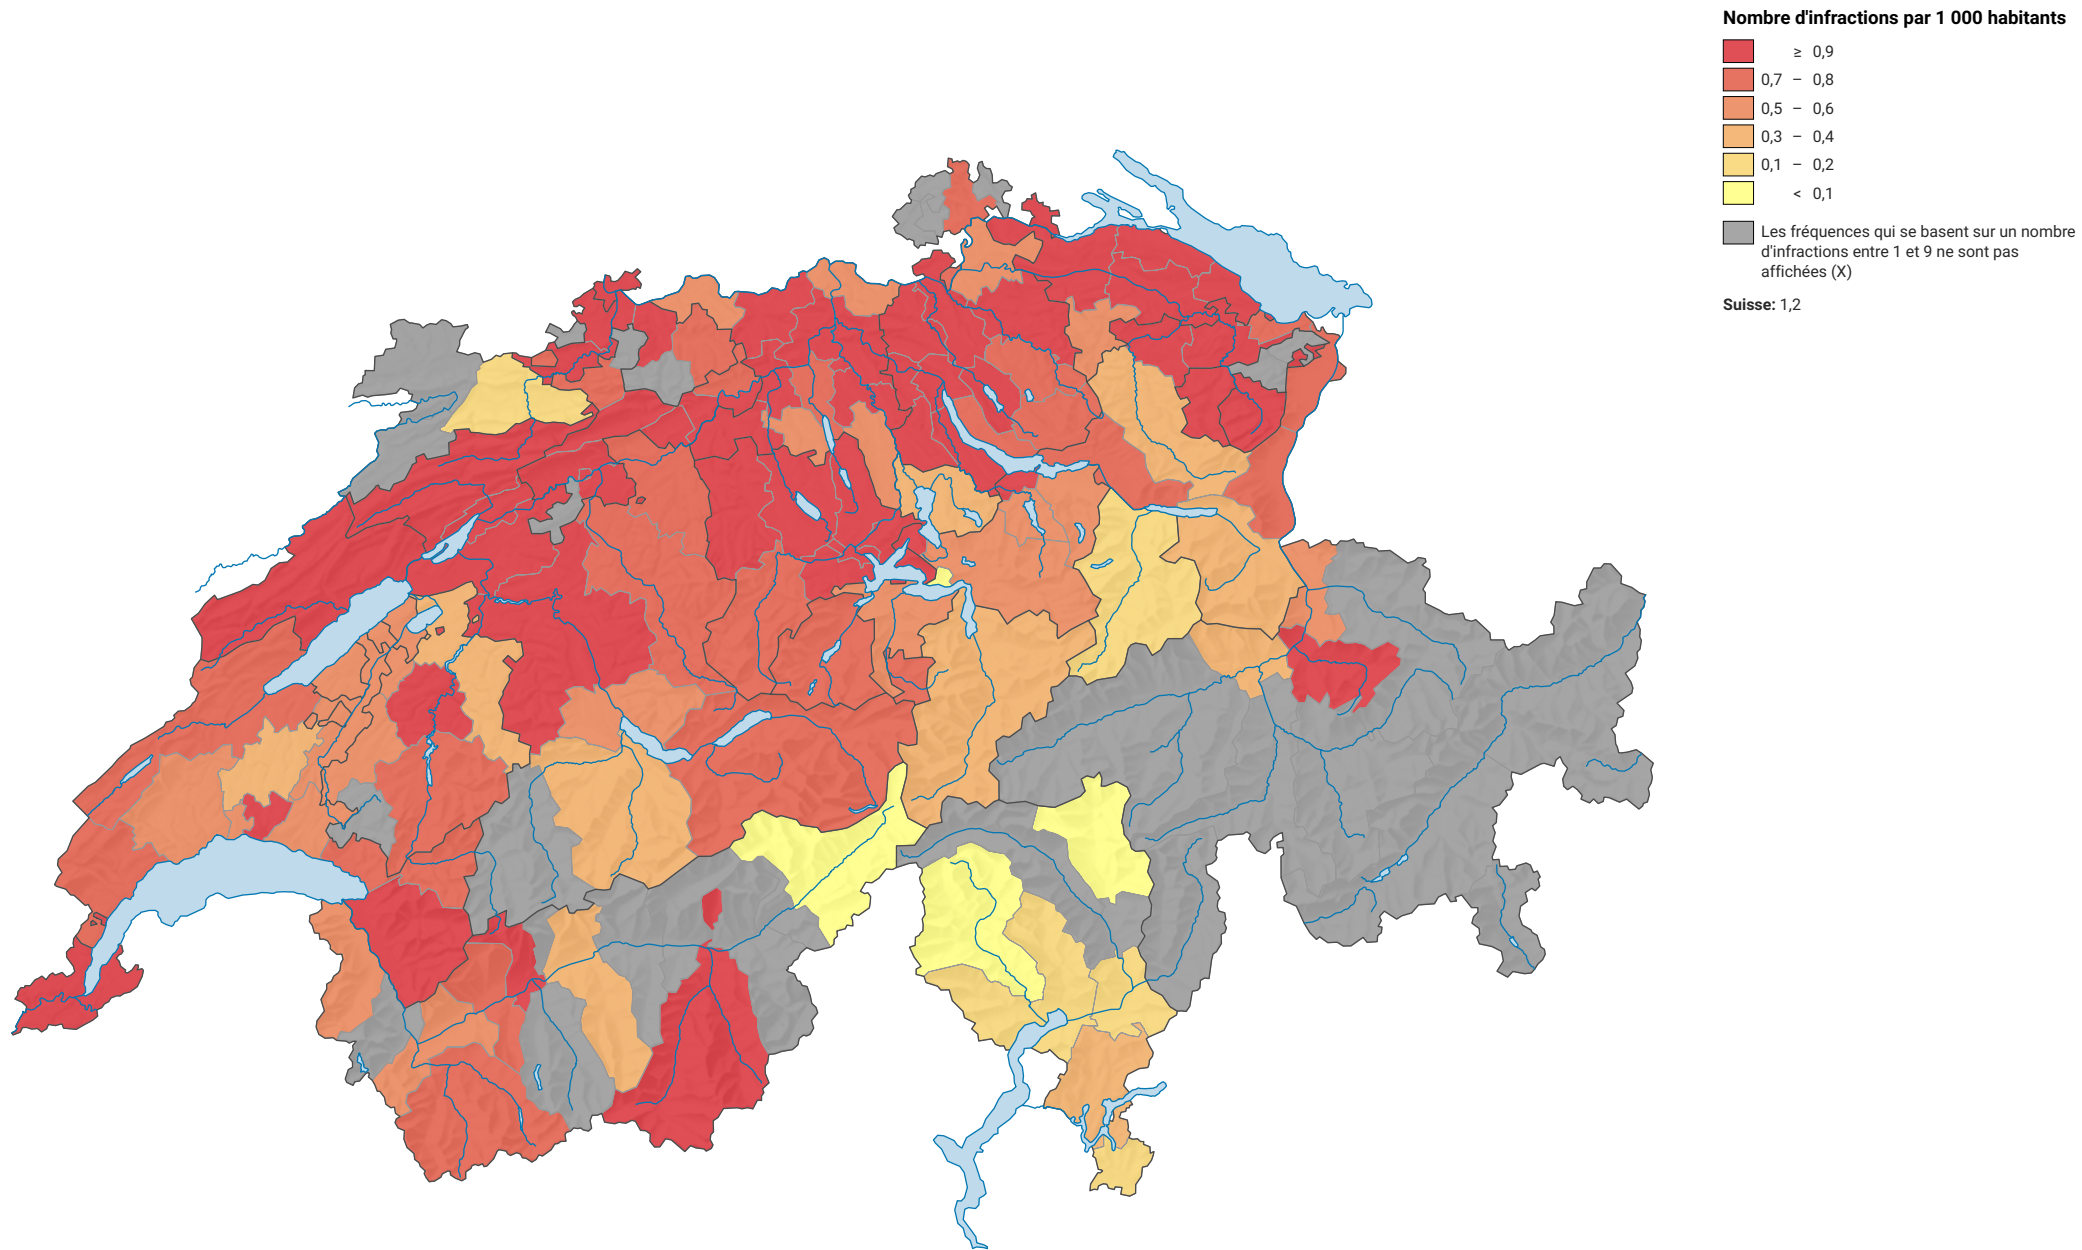 Nombre d'infractions par 1 000 habitants
≥ 0,9
0,7 – 0,8
0,5 – 0,6
0,3 – 0,4
0,1 – 0,2
< 0,1
Les fréquences qui se basent sur un nombre
d'infractions entre 1 et 9 ne sont pas
affichées (X)
Suisse: 1,2